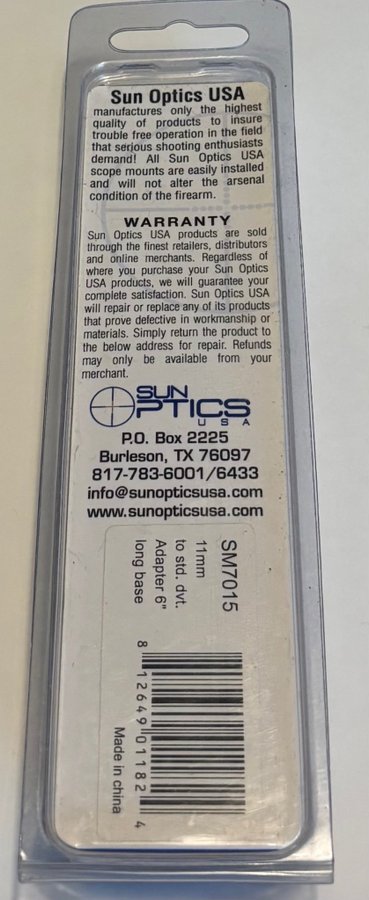 Sun Optics USA
manufactures only the highest
quality of products to insure
trouble free operation in the field
that serious shooting enthusiasts
demand! All Sun Optics USA
scope mounts are easily installed
and will not alter the arsenal
condition of the firearm.
WARRANTY
Sun Optics USA products are sold
through the finest retailers, distributors
and online merchants. Regardless of
where you purchase your Sun Optics
USA products, we will guarantee your
complete satisfaction. Sun Optics USA
will repair or replace any of its products
that prove defective in workmanship or
materials. Simply return the product to
the below address for repair. Refunds
may only be available from your
merchant.
SUN
OPTICS
USA
P.O. Box 2225
Burleson, TX 76097
817-783-6001/6433
info@sunopticsusa.com
www.sunopticsusa.com
SM7015
11mm
to std. dvt.
Adapter 6"
long base
8 12649 01182 4
Made in china